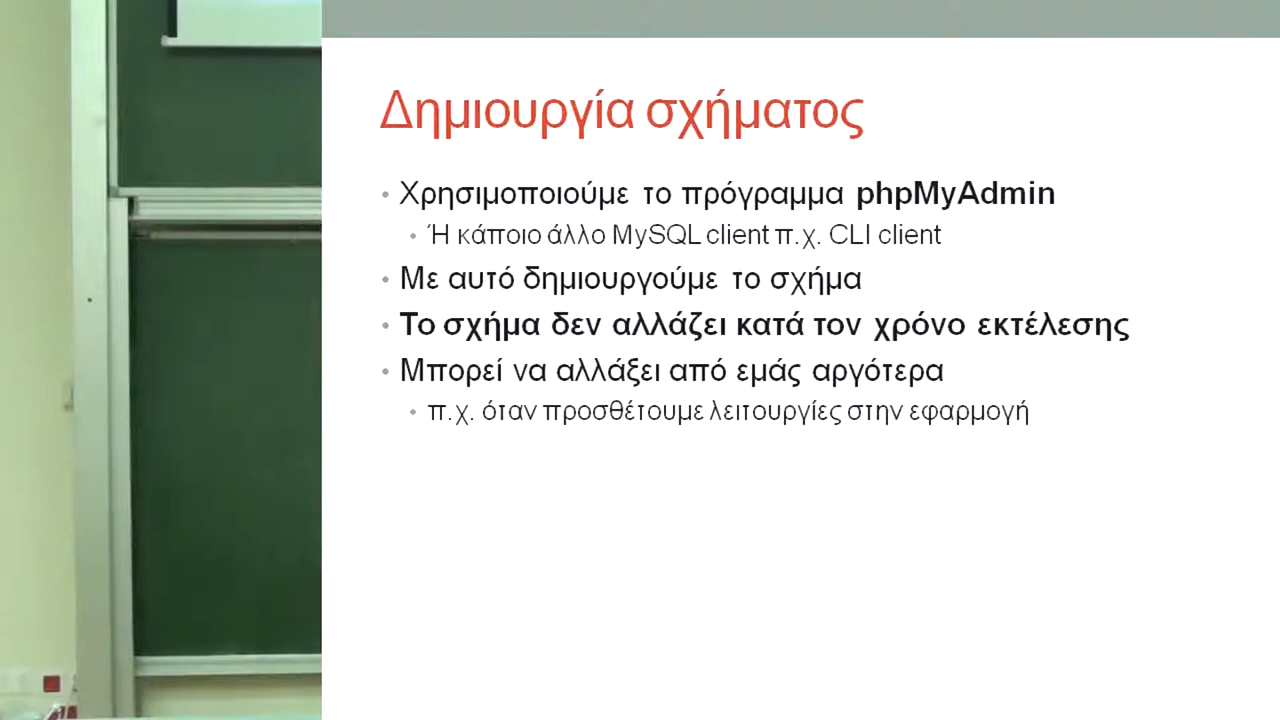 Δημιουργία σχήματος
• Χρησιμοποιούμε το πρόγραμμα phpMyAdmin
• Ή κάποιο άλλο MySQL client π.χ. CLI client
• Με αυτό δημιουργούμε το σχήμα
• Το σχήμα δεν αλλάζει κατά τον χρόνο εκτέλεσης
• Μπορεί να αλλάξει από εμάς αργότερα
• π.χ. όταν προσθέτουμε λειτουργίες στην εφαρμογή